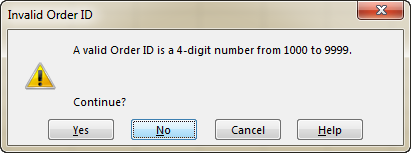 Invalid Order ID
A valid Order ID is a 4-digit number from 1000 to 9999.
Continue?
Yes No Cancel Help